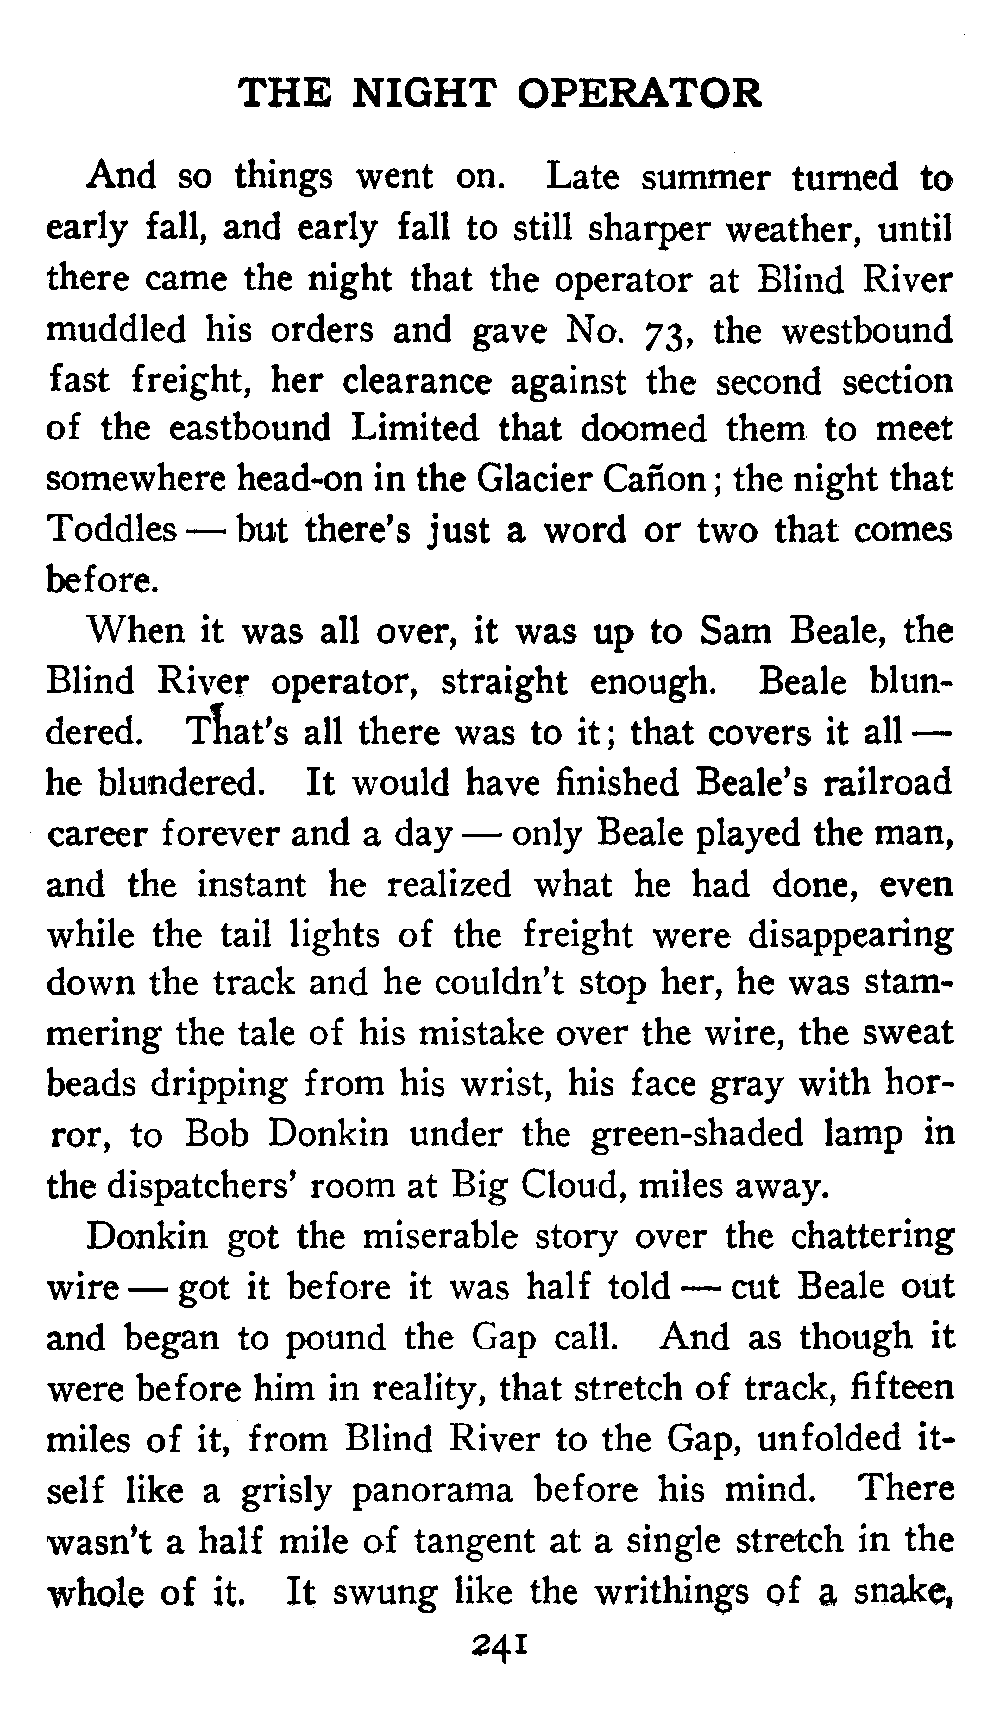 THE NIGHT OPERATOR
And so things went on. Late summer turned to
early fall, and early fall to still sharper weather, until
there came the night that the operator at Blind River
muddled his orders and gave No. 73, the westbound
fast freight, her clearance against the second section
of the eastbound Limited that doomed them to meet
somewhere head-on in the Glacier Cañon; the night that
Toddles — but there's just a word or two that comes
before.
When it was all over, it was up to Sam Beale, the
Blind River operator, straight enough. Beale blun-
dered. That's all there was to it; that covers it all —
he blundered. It would have finished Beale's railroad
career forever and a day — only Beale played the man,
and the instant he realized what he had done, even
while the tail lights of the freight were disappearing
down the track and he couldn't stop her, he was stam-
mering the tale of his mistake over the wire, the sweat
beads dripping from his wrist, his face gray with hor-
ror, to Bob Donkin under the green-shaded lamp in
the dispatchers' room at Big Cloud, miles away.
Donkin got the miserable story over the chattering
wire — got it before it was half told — cut Beale out
and began to pound the Gap call. And as though it
were before him in reality, that stretch of track, fifteen
miles of it, from Blind River to the Gap, unfolded it-
self like a grisly panorama before his mind. There
wasn't a half mile of tangent at a single stretch in the
whole of it. It swung like the writhings of a snake,
241